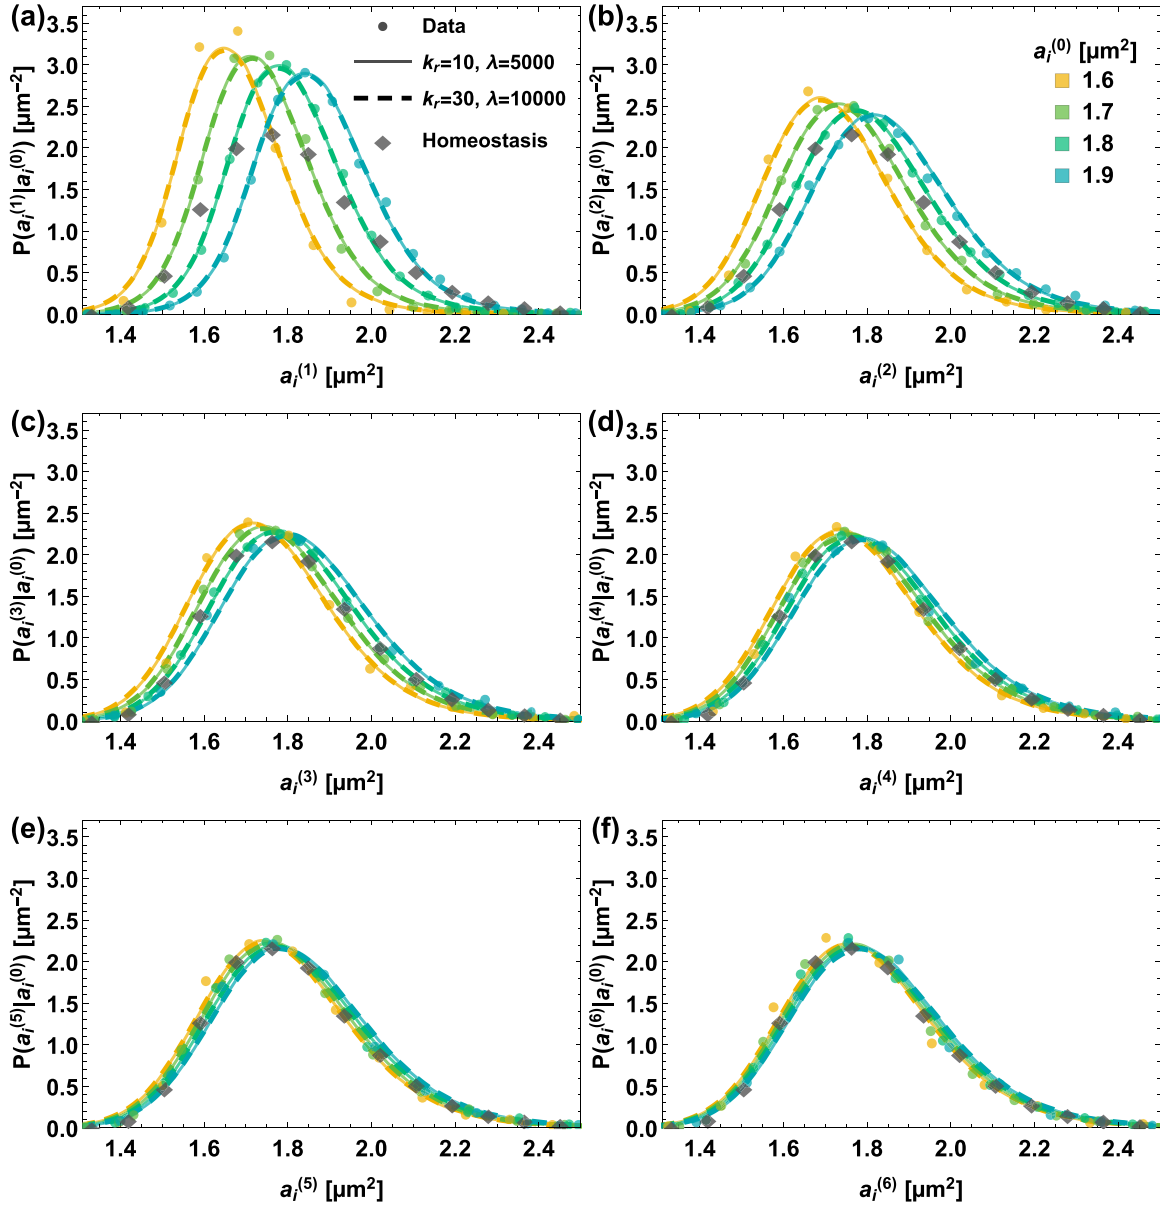 (a)
3.5
3.0
2.5
2.0
1.5
1.0
0.5
0.0
P(aᵢ⁽¹⁾|aᵢ⁽⁰⁾) [μm⁻²]
1.4 1.6 1.8 2.0 2.2 2.4
aᵢ⁽¹⁾ [μm²]
Data
kᵣ=10, λ=5000
kᵣ=30, λ=10000
Homeostasis
(b)
3.5
3.0
2.5
2.0
1.5
1.0
0.5
0.0
P(aᵢ⁽²⁾|aᵢ⁽⁰⁾) [μm⁻²]
1.4 1.6 1.8 2.0 2.2 2.4
aᵢ⁽²⁾ [μm²]
aᵢ⁽⁰⁾ [μm²]
1.6
1.7
1.8
1.9
(c)
3.5
3.0
2.5
2.0
1.5
1.0
0.5
0.0
P(aᵢ⁽³⁾|aᵢ⁽⁰⁾) [μm⁻²]
1.4 1.6 1.8 2.0 2.2 2.4
aᵢ⁽³⁾ [μm²]
(d)
3.5
3.0
2.5
2.0
1.5
1.0
0.5
0.0
P(aᵢ⁽⁴⁾|aᵢ⁽⁰⁾) [μm⁻²]
1.4 1.6 1.8 2.0 2.2 2.4
aᵢ⁽⁴⁾ [μm²]
(e)
3.5
3.0
2.5
2.0
1.5
1.0
0.5
0.0
P(aᵢ⁽⁵⁾|aᵢ⁽⁰⁾) [μm⁻²]
1.4 1.6 1.8 2.0 2.2 2.4
aᵢ⁽⁵⁾ [μm²]
(f)
3.5
3.0
2.5
2.0
1.5
1.0
0.5
0.0
P(aᵢ⁽⁶⁾|aᵢ⁽⁰⁾) [μm⁻²]
1.4 1.6 1.8 2.0 2.2 2.4
aᵢ⁽⁶⁾ [μm²]